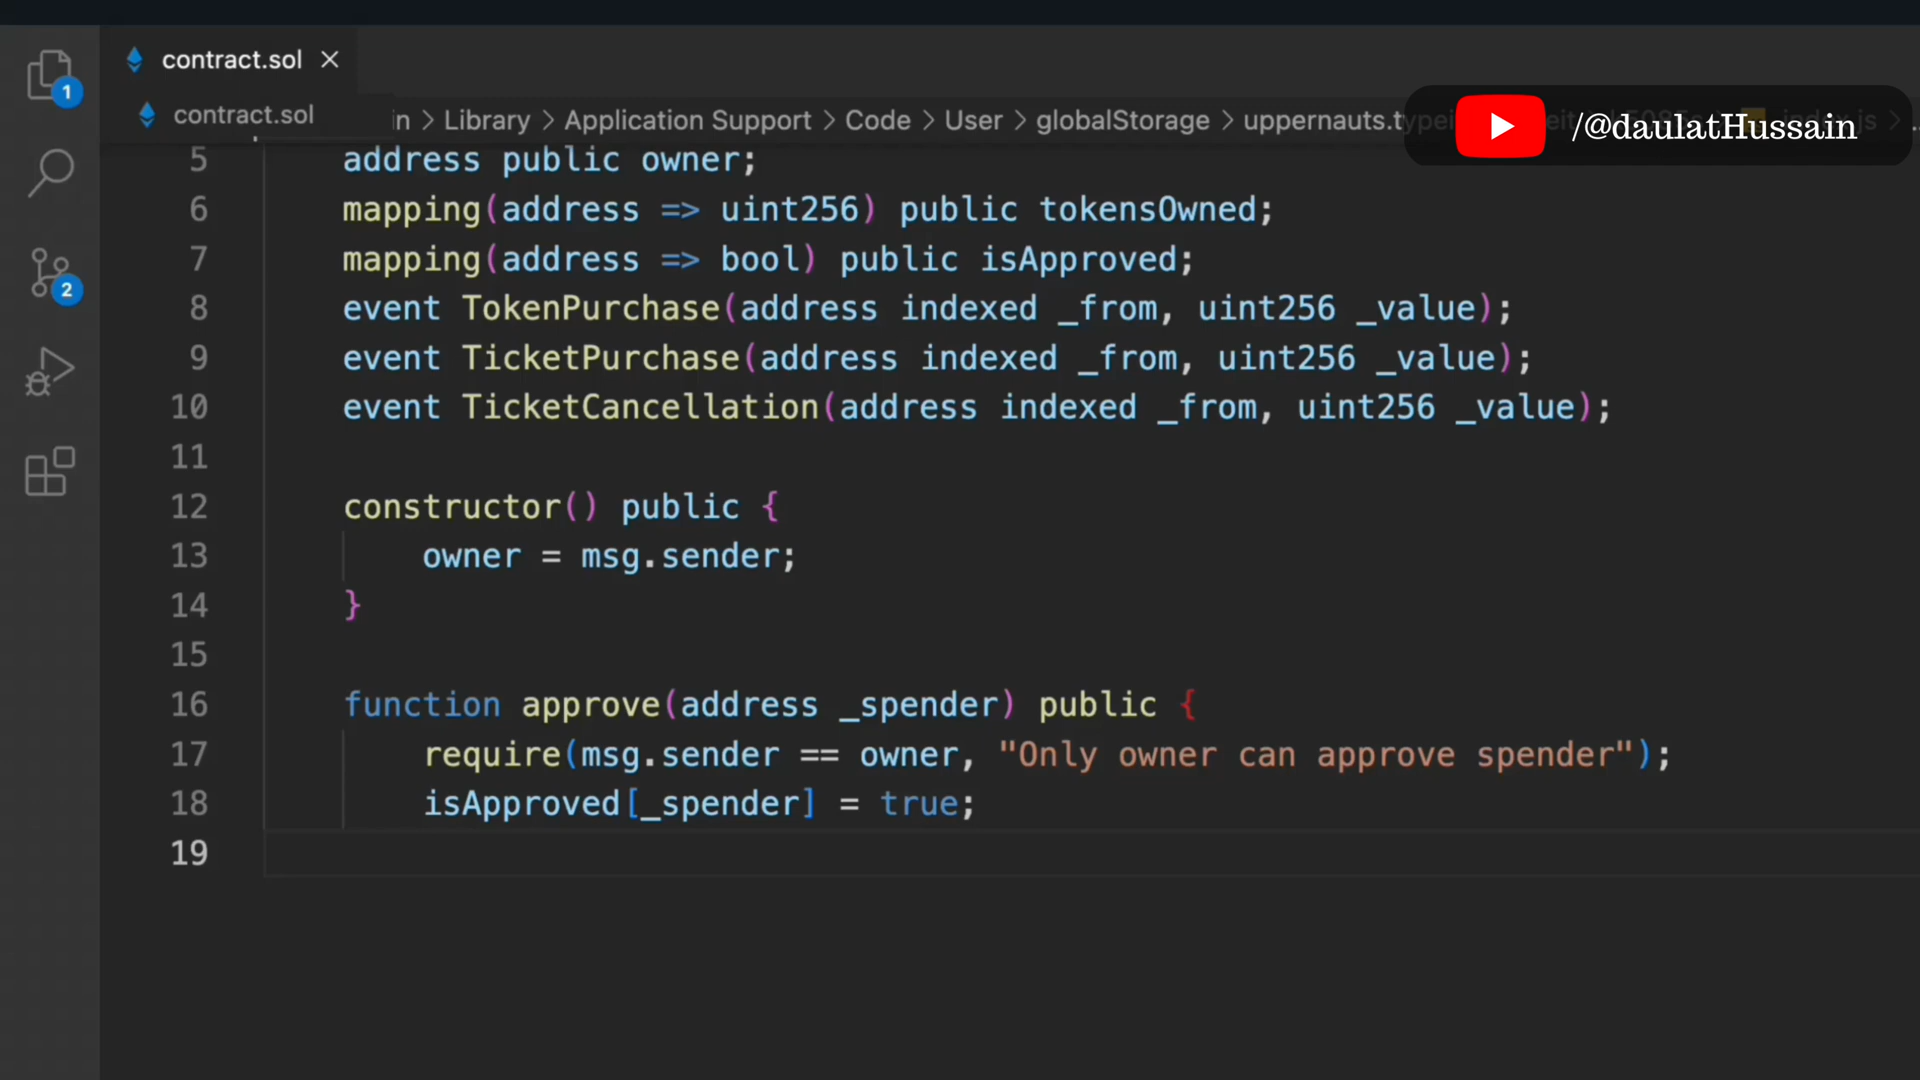 contract.sol
contract.sol
in > Library > Application Support > Code > User > globalStorage > uppernauts.typei
/@daulatHussain
1
2
5 address public owner;
6 mapping(address => uint256) public tokensOwned;
7 mapping(address => bool) public isApproved;
8 event TokenPurchase(address indexed _from, uint256 _value);
9 event TicketPurchase(address indexed _from, uint256 _value);
10 event TicketCancellation(address indexed _from, uint256 _value);
11
12 constructor() public {
13 owner = msg.sender;
14 }
15
16 function approve(address _spender) public {
17 require(msg.sender == owner, "Only owner can approve spender");
18 isApproved[_spender] = true;
19